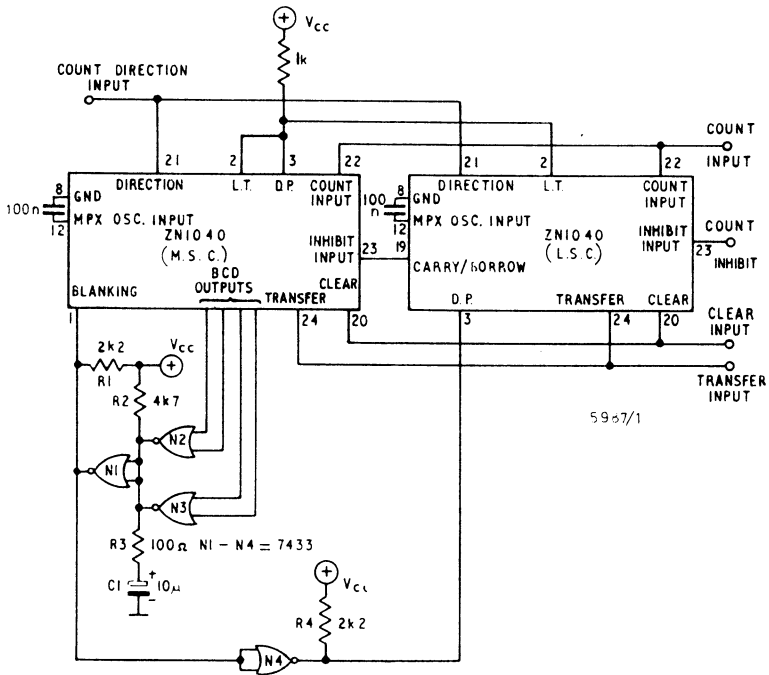 VCC
1k
COUNT DIRECTION
INPUT
21
2
3
22
21
2
22
COUNT
INPUT
8
GND
DIRECTION
L.T.
D.P.
COUNT
INPUT
100n
MPX OSC. INPUT
12
ZN1040
(M.S.C.)
INHIBIT
INPUT
23
BCD
OUTPUTS
CLEAR
BLANKING
TRANSFER
1
24
20
8
GND
DIRECTION
L.T.
COUNT
INPUT
100
n
MPX OSC. INPUT
12
19
ZN1040
(L.S.C)
INHIBIT
INPUT
23
COUNT
INHIBIT
CARRY/BORROW
D.P.
TRANSFER
CLEAR
3
24
20
CLEAR
INPUT
TRANSFER
INPUT
2k2
R1
VCC
R2
4k7
N2
N1
N3
R3
100Ω N1 - N4 = 7433
C1
+
10μ
-
VCC
R4
2k2
N4